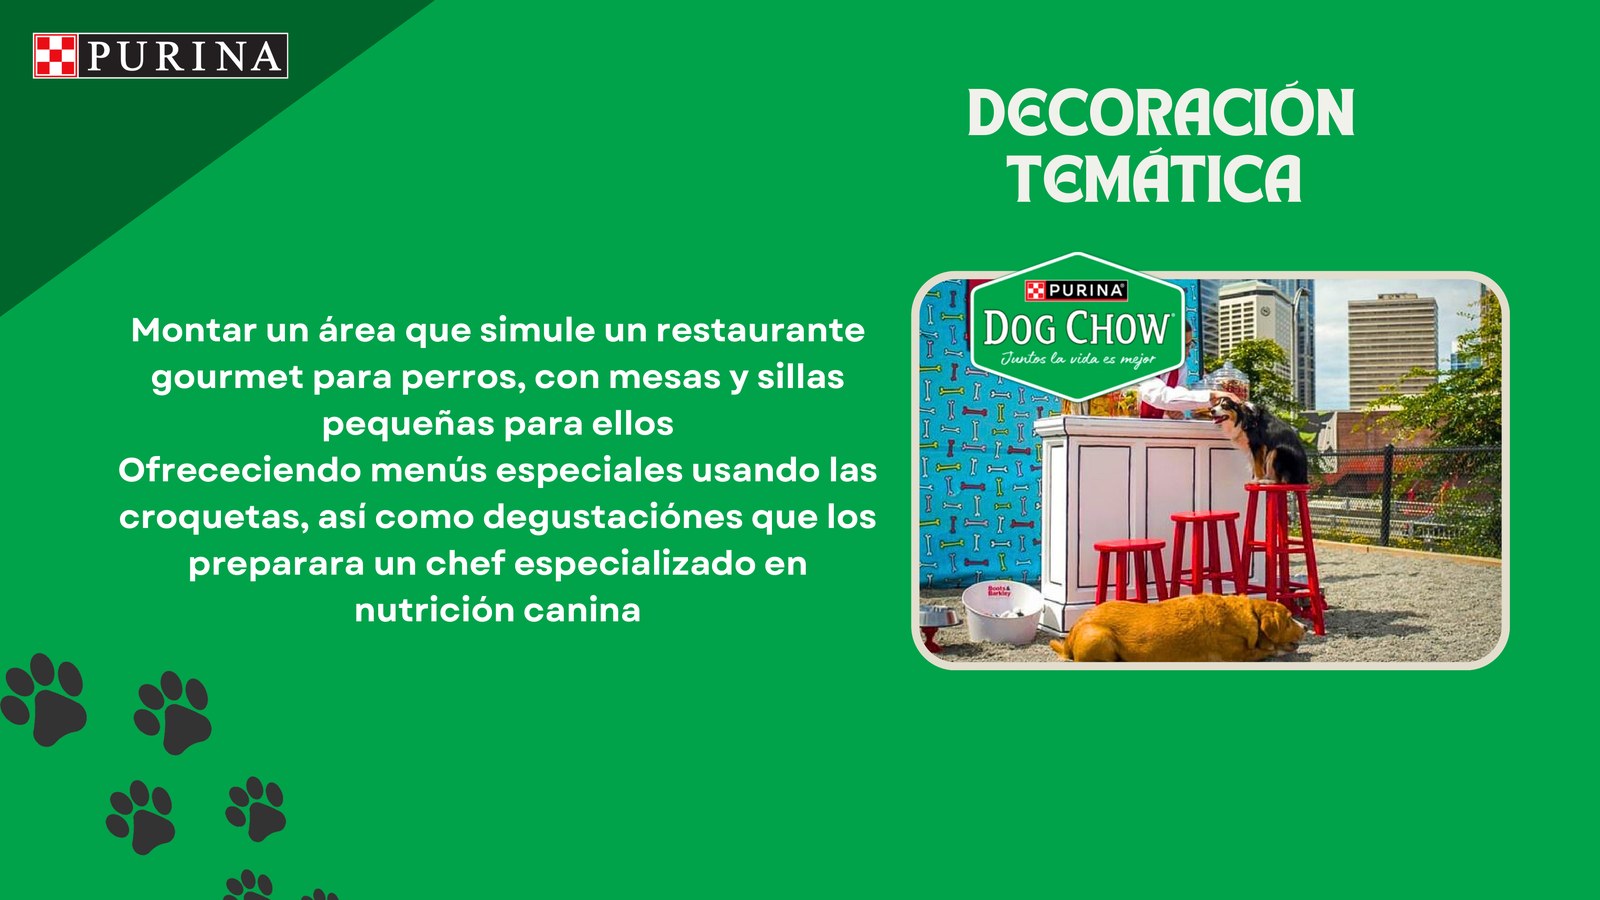 PURINA
DECORACIÓN
TEMÁTICA
Montar un área que simule un restaurante
gourmet para perros, con mesas y sillas
pequeñas para ellos
Ofrececiendo menús especiales usando las
croquetas, así como degustaciónes que los
preparara un chef especializado en
nutrición canina
PURINA
DOG CHOW
Juntos la vida es mejor
Boots &
Barkley